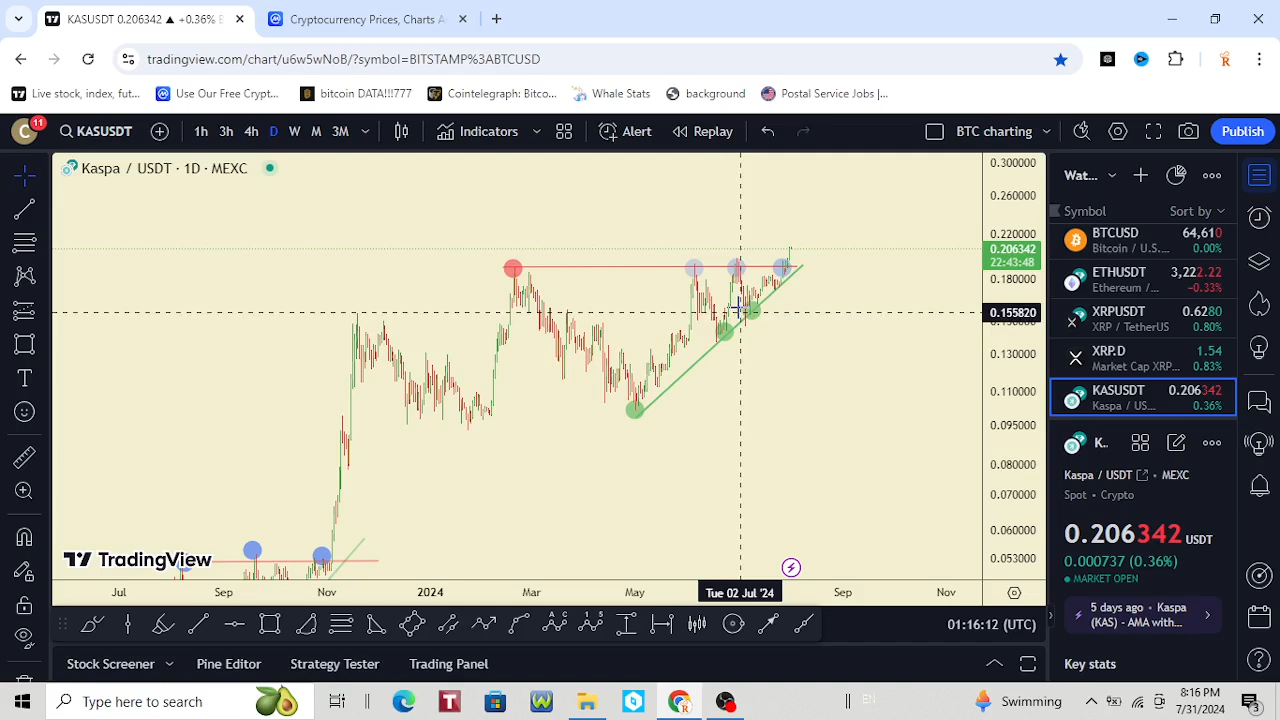 KASUSDT 0.206342 ▲ +0.36% B
Cryptocurrency Prices, Charts A
tradingview.com/chart/u6w5wNoB/?symbol=BITSTAMP%3ABTCUSD
Live stock, index, fut...
Use Our Free Crypt...
bitcoin DATA!!!777
Cointelegraph: Bitco...
Whale Stats
background
Postal Service Jobs |...
C
11
KASUSDT
1h 3h 4h D W M 3M
Indicators
Alert
Replay
BTC charting
Publish
Kaspa / USDT · 1D · MEXC
0.300000
0.260000
0.220000
0.206342
22:43:48
0.180000
0.155820
0.130000
0.110000
0.095000
0.080000
0.070000
0.060000
0.053000
TradingView
Jul
Sep
Nov
2024
Mar
May
Tue 02 Jul '24
Sep
Nov
01:16:12 (UTC)
Stock Screener
Pine Editor
Strategy Tester
Trading Panel
Wat...
Symbol
Sort by
BTCUSD 64,610
Bitcoin / U.S.... 0.00%
ETHUSDT 3,222.22
Ethereum /... −0.33%
XRPUSDT 0.6280
XRP / TetherUS 0.80%
XRP.D 1.54
Market Cap XRP... 0.83%
KASUSDT 0.206342
Kaspa / US... 0.36%
K..
Kaspa / USDT · MEXC
Spot • Crypto
0.206342 USDT
0.000737 (0.36%)
MARKET OPEN
5 days ago • Kaspa
(KAS) - AMA with...
Key stats
Type here to search
EN
Swimming
8:16 PM
7/31/2024
3